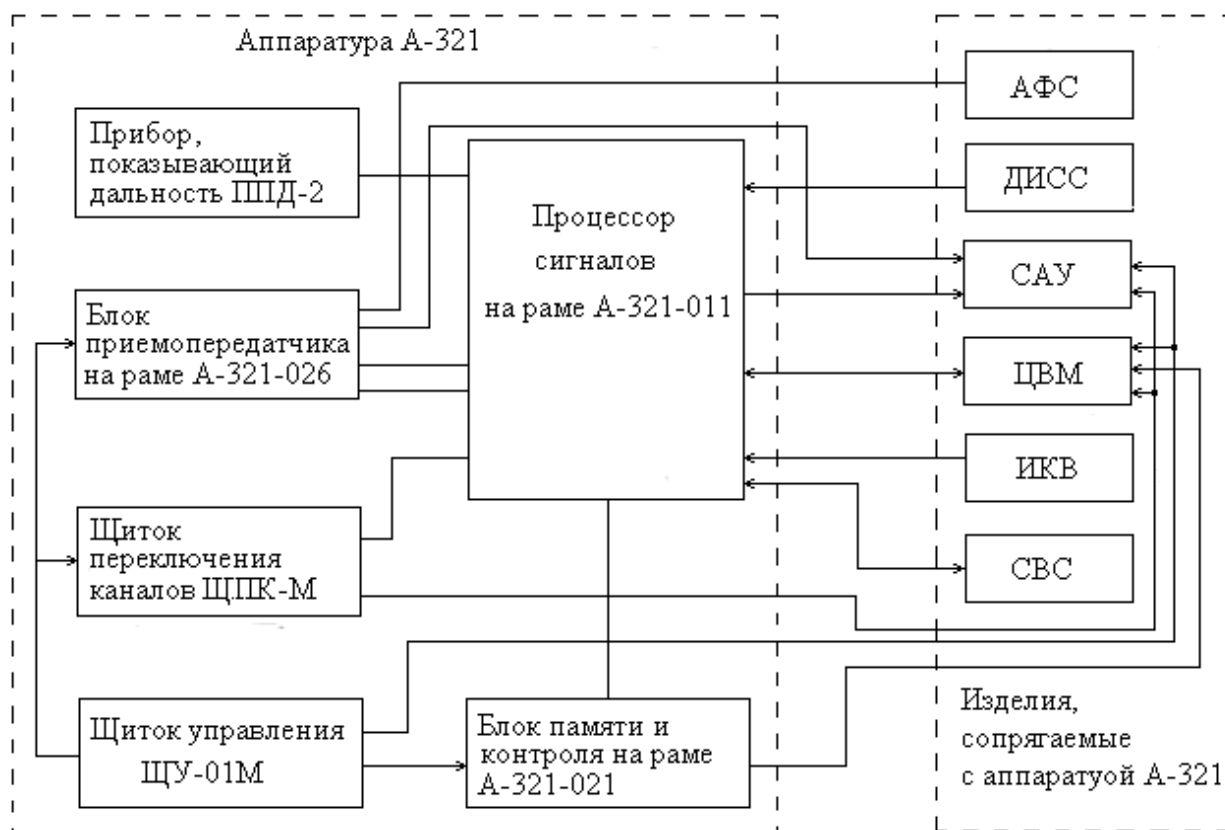 Аппаратура А-321
Прибор,
показывающий
дальность ППД-2
Блок
приемопередатчика
на раме А-321-026
Щиток
переключения
каналов ЩПК-М
Щиток управления
ЩУ-01М
Процессор
сигналов
на раме А-321-011
Блок памяти и
контроля на раме
А-321-021
АФС
ДИСС
САУ
ЦВМ
ИКВ
СВС
Изделия,
сопрягаемые
с аппаратуой А-321